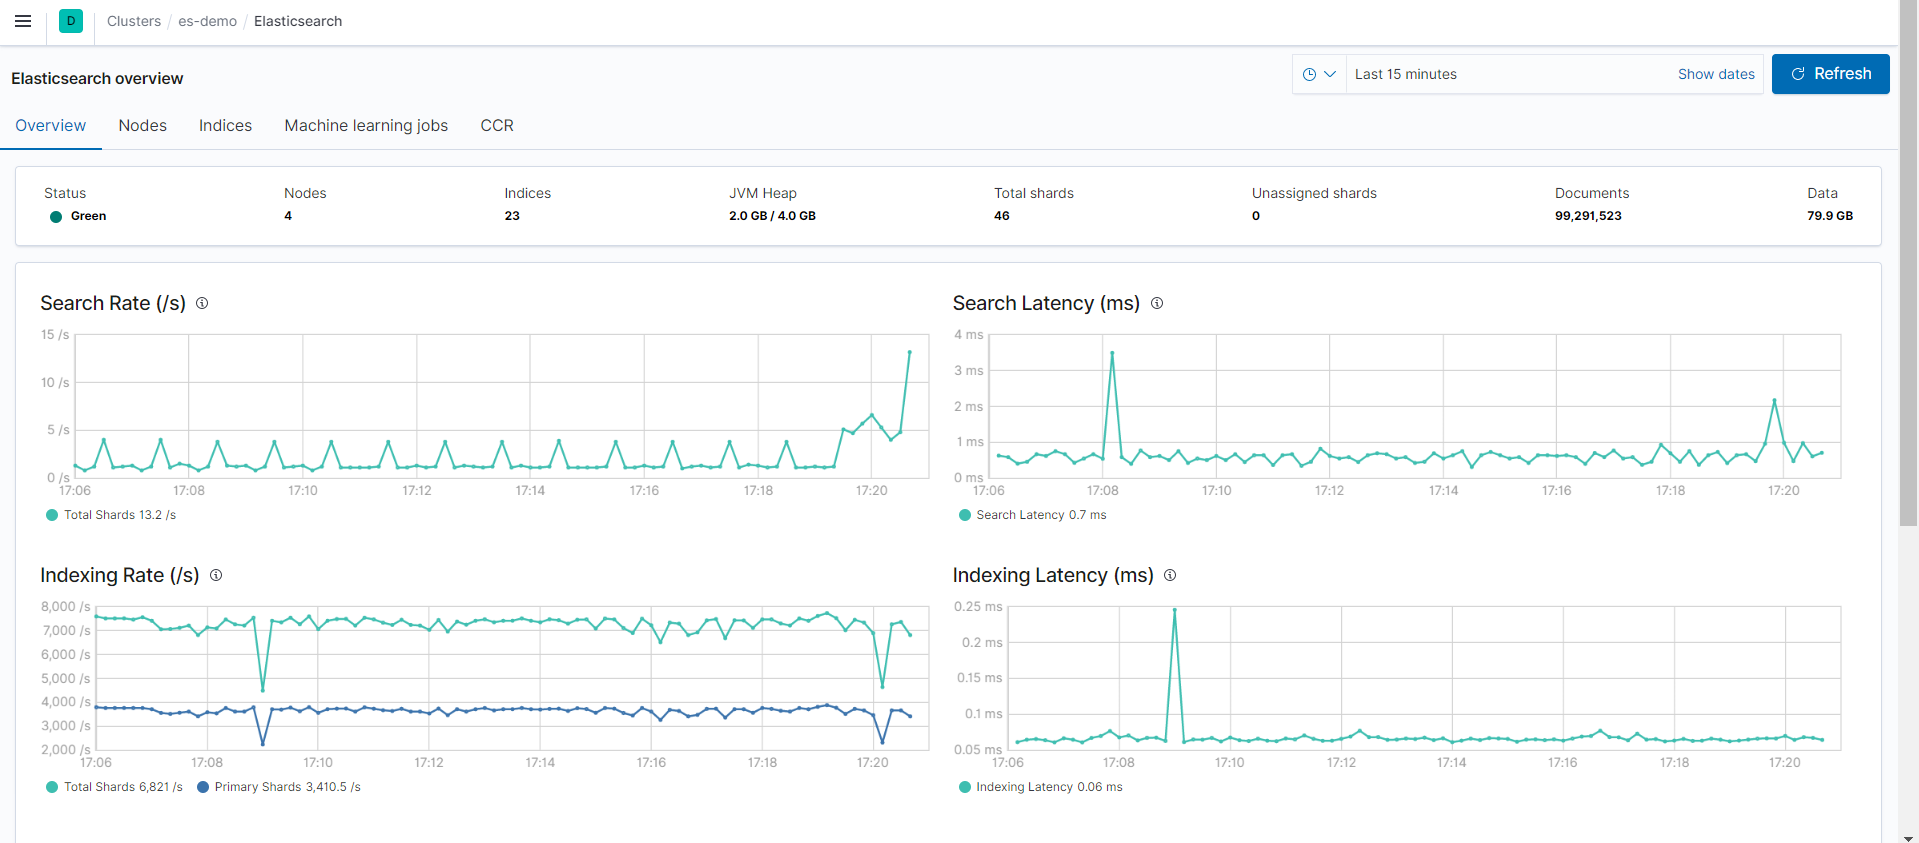 D Clusters / es-demo / Elasticsearch
Elasticsearch overview
Last 15 minutes Show dates Refresh
Overview Nodes Indices Machine learning jobs CCR
Status Nodes Indices JVM Heap Total shards Unassigned shards Documents Data
Green 4 23 2.0 GB / 4.0 GB 46 0 99,291,523 79.9 GB
Search Rate (/s)
15 /s
10 /s
5 /s
0 /s
17:06 17:08 17:10 17:12 17:14 17:16 17:18 17:20
Total Shards 13.2 /s
Search Latency (ms)
4 ms
3 ms
2 ms
1 ms
0 ms
17:06 17:08 17:10 17:12 17:14 17:16 17:18 17:20
Search Latency 0.7 ms
Indexing Rate (/s)
8,000 /s
7,000 /s
6,000 /s
5,000 /s
4,000 /s
3,000 /s
2,000 /s
17:06 17:08 17:10 17:12 17:14 17:16 17:18 17:20
Total Shards 6,821 /s Primary Shards 3,410.5 /s
Indexing Latency (ms)
0.25 ms
0.2 ms
0.15 ms
0.1 ms
0.05 ms
17:06 17:08 17:10 17:12 17:14 17:16 17:18 17:20
Indexing Latency 0.06 ms